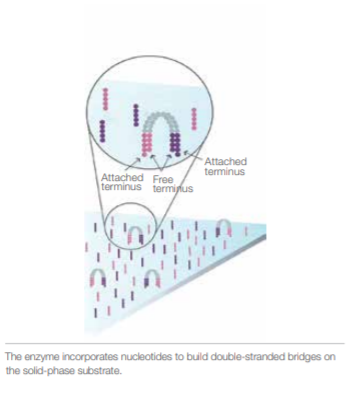 Attached
terminus
Free
terminus
Attached
terminus
The enzyme incorporates nucleotides to build double-stranded bridges on
the solid-phase substrate.